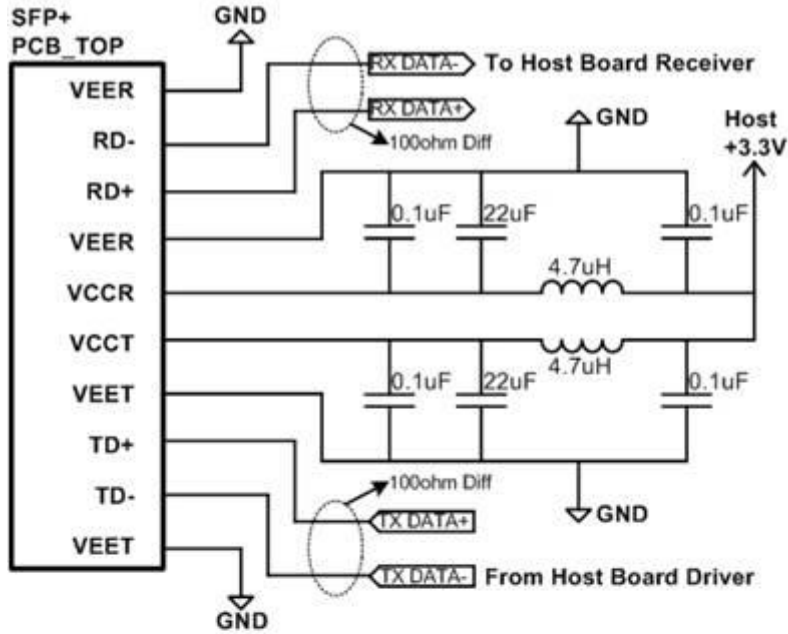 SFP+
PCB_TOP
GND
VEER
RD-
RD+
VEER
VCCR
VCCT
VEET
TD+
TD-
VEET
RX DATA-
To Host Board Receiver
RX DATA+
100ohm Diff
GND
Host
+3.3V
0.1uF
22uF
0.1uF
4.7uH
4.7uH
0.1uF
22uF
0.1uF
100ohm Diff
TX DATA+
GND
TX DATA-
From Host Board Driver
GND